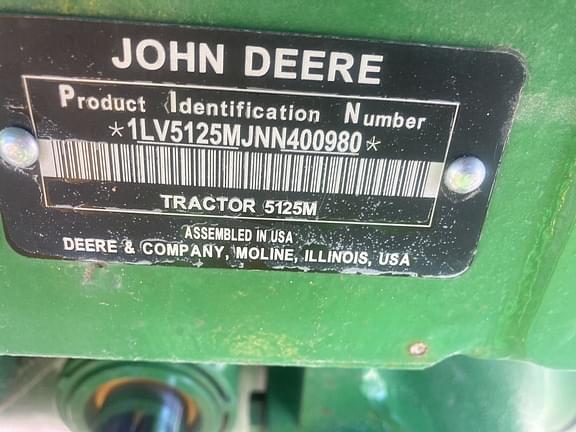 JOHN DEERE
Product Identification Number
*1LV5125MJNN400980*
TRACTOR 5125M
ASSEMBLED IN USA
DEERE & COMPANY, MOLINE, ILLINOIS, USA